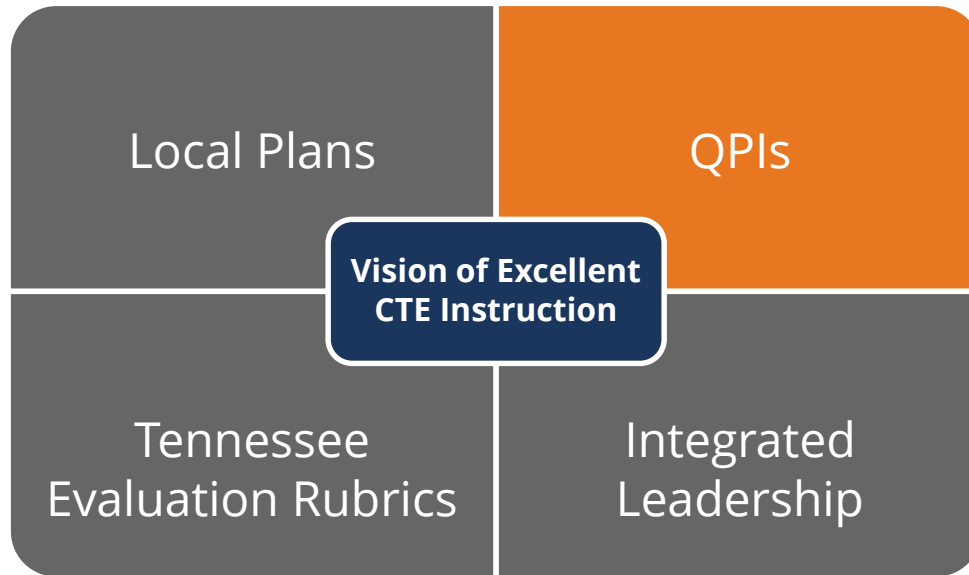 Local Plans
QPIs
Vision of Excellent
CTE Instruction
Tennessee
Evaluation Rubrics
Integrated
Leadership